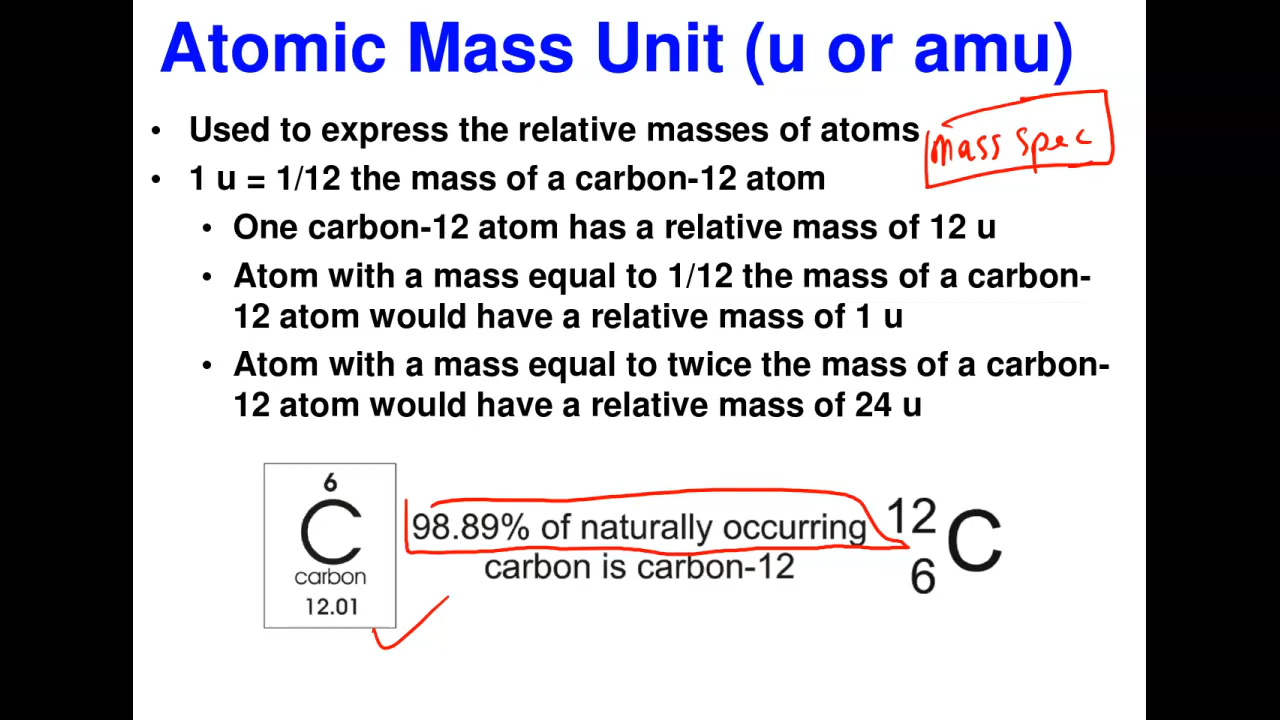 Atomic Mass Unit (u or amu)
• Used to express the relative masses of atoms
mass spec
• 1 u = 1/12 the mass of a carbon-12 atom
• One carbon-12 atom has a relative mass of 12 u
• Atom with a mass equal to 1/12 the mass of a carbon-
12 atom would have a relative mass of 1 u
• Atom with a mass equal to twice the mass of a carbon-
12 atom would have a relative mass of 24 u
6
C
carbon
12.01
98.89% of naturally occurring
carbon is carbon-12
12
6
C